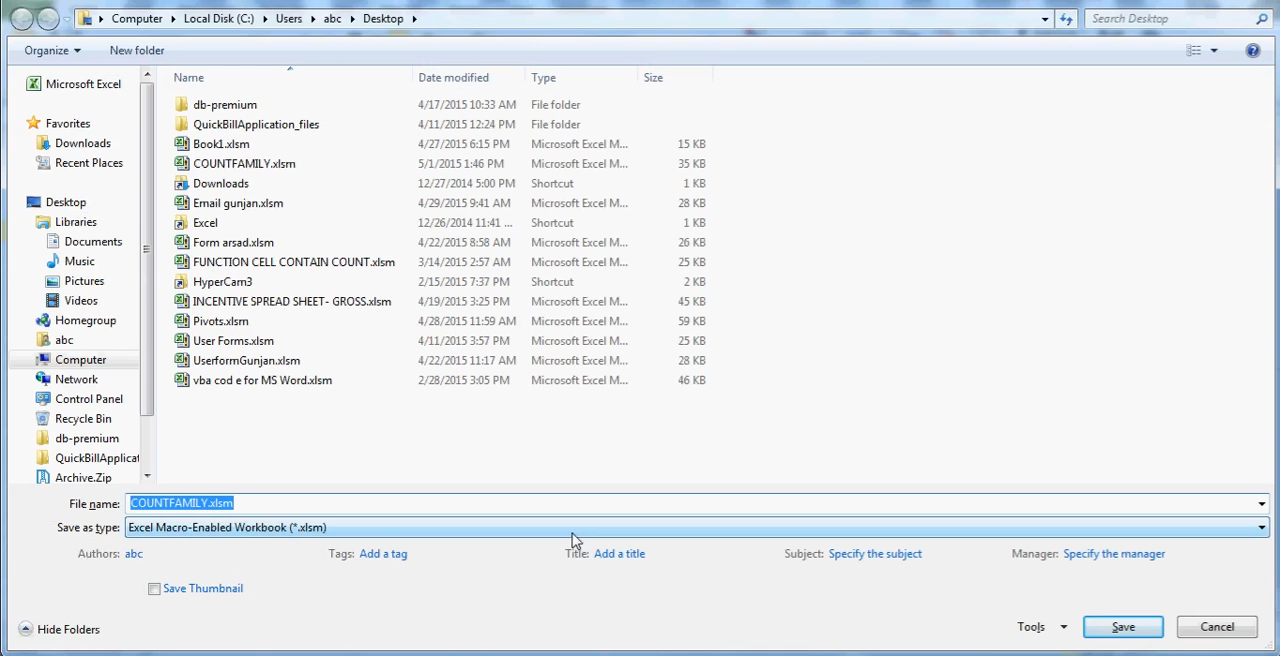 Computer Local Disk (C:) Users abc Desktop Search Desktop
Organize New folder
Name Date modified Type Size
Microsoft Excel
Favorites
Downloads
Recent Places
Desktop
Libraries
Documents
Music
Pictures
Videos
Homegroup
abc
Computer
Network
Control Panel
Recycle Bin
db-premium
QuickBillApplicat
Archive.Zip
db-premium 4/17/2015 10:33 AM File folder
QuickBillApplication_files 4/11/2015 12:24 PM File folder
Book1.xlsm 4/27/2015 6:15 PM Microsoft Excel M... 15 KB
COUNTFAMILY.xlsm 5/1/2015 1:46 PM Microsoft Excel M... 35 KB
Downloads 12/27/2014 5:00 PM Shortcut 1 KB
Email gunjan.xlsm 4/29/2015 9:41 AM Microsoft Excel M... 28 KB
Excel 12/26/2014 11:41 ... Shortcut 1 KB
Form arsad.xlsm 4/22/2015 8:58 AM Microsoft Excel M... 26 KB
FUNCTION CELL CONTAIN COUNT.xlsm 3/14/2015 2:57 AM Microsoft Excel M... 25 KB
HyperCam3 2/15/2015 7:37 PM Shortcut 2 KB
INCENTIVE SPREAD SHEET- GROSS.xlsm 4/19/2015 3:25 PM Microsoft Excel M... 45 KB
Pivots.xlsm 4/28/2015 11:59 AM Microsoft Excel M... 59 KB
User Forms.xlsm 4/11/2015 3:57 PM Microsoft Excel M... 25 KB
UserformGunjan.xlsm 4/22/2015 11:17 AM Microsoft Excel M... 28 KB
vba cod e for MS Word.xlsm 2/28/2015 3:05 PM Microsoft Excel M... 46 KB
File name: COUNTFAMILY.xlsm
Save as type: Excel Macro-Enabled Workbook (*.xlsm)
Authors: abc Tags: Add a tag Title: Add a title Subject: Specify the subject Manager: Specify the manager
Save Thumbnail
Hide Folders Tools Save Cancel